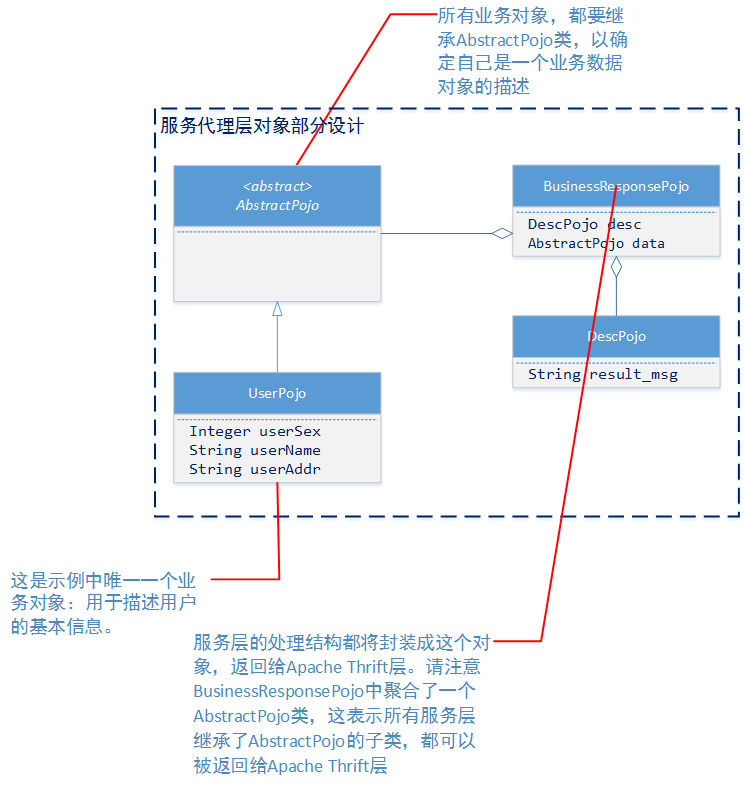 所有业务对象，都要继
承AbstractPojo类，以确
定自己是一个业务数据
对象的描述
服务代理层对象部分设计
<abstract>
AbstractPojo
BusinessResponsePojo
DescPojo desc
AbstractPojo data
DescPojo
String result_msg
UserPojo
Integer userSex
String userName
String userAddr
这是示例中唯一一个业
务对象：用于描述用户
的基本信息。
服务层的处理结构都将封装成这个对
象，返回给Apache Thrift层。请注意
BusinessResponsePojo中聚合了一个
AbstractPojo类，这表示所有服务层
继承了AbstractPojo的子类，都可以
被返回给Apache Thrift层